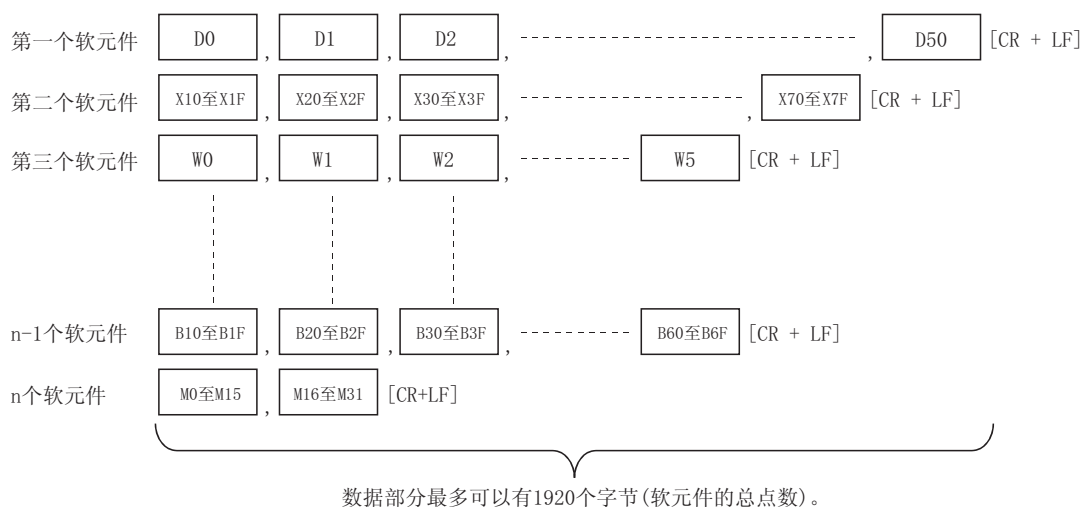 第一个软元件 D0 , D1 , D2 , , D50 [CR + LF]
第二个软元件 X10至X1F , X20至X2F , X30至X3F , , X70至X7F [CR + LF]
第三个软元件 W0 , W1 , W2 , W5 [CR + LF]
n-1个软元件 B10至B1F , B20至B2F , B30至B3F , B60至B6F [CR + LF]
n个软元件 M0至M15 , M16至M31 [CR+LF]
数据部分最多可以有1920个字节(软元件的总点数)。